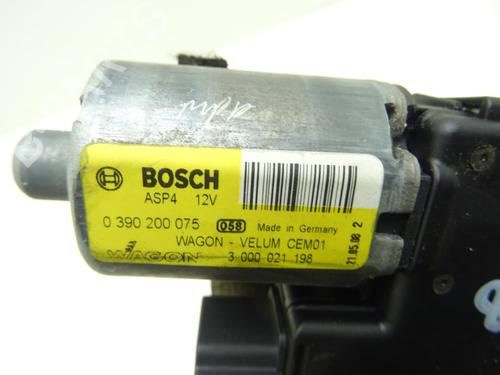 BOSCH
ASP4 12V
0 390 200 075 058 Made in Germany
WAGON - VELUM CEM01
WAGON 3 000 021 198
21.05.08 2